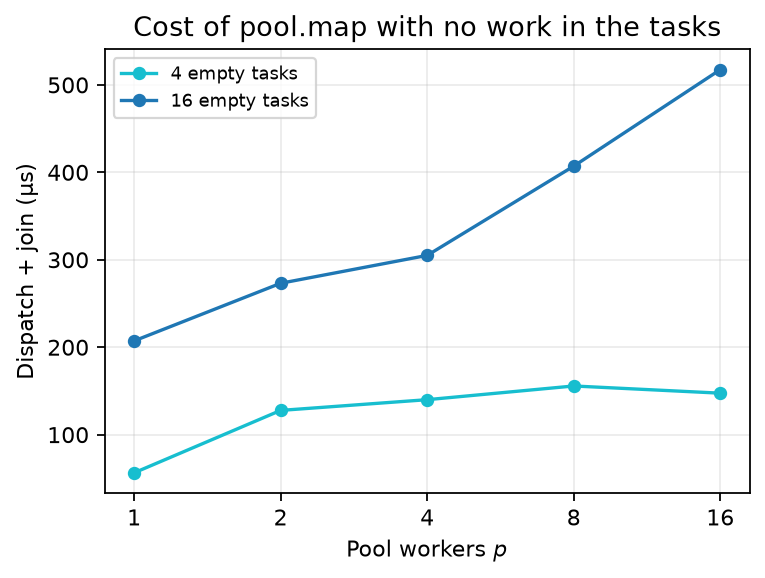 Cost of pool.map with no work in the tasks
4 empty tasks
16 empty tasks
Dispatch + join (µs)
500
400
300
200
100
1 2 4 8 16
Pool workers p